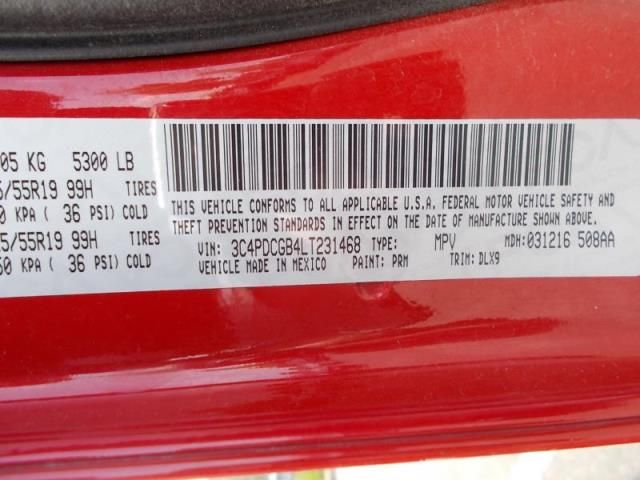 05 KG 5300 LB
/55R19 99H TIRES
0 KPA ( 36 PSI) COLD
5/55R19 99H TIRES
50 KPA ( 36 PSI) COLD
THIS VEHICLE CONFORMS TO ALL APPLICABLE U.S.A. FEDERAL MOTOR VEHICLE SAFETY AND
THEFT PREVENTION STANDARDS IN EFFECT ON THE DATE OF MANUFACTURE SHOWN ABOVE.
VIN: 3C4PDCGB4LT231468 TYPE: MPV MDH: 031216 508AA
VEHICLE MADE IN MEXICO PAINT: PRM TRIM: DLX9